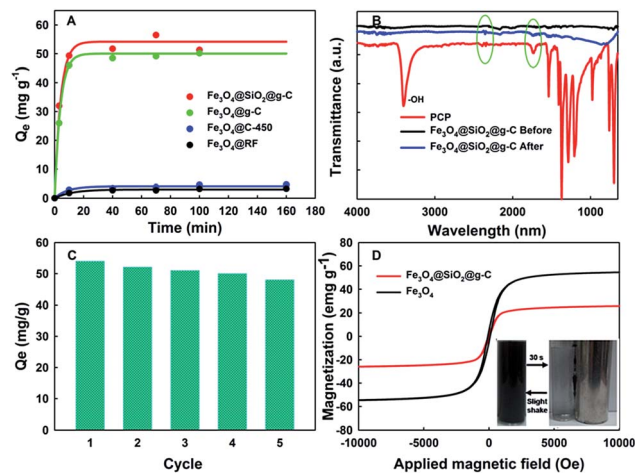 A
Qe (mg g⁻¹)
60
50
40
30
20
10
0
Fe₃O₄@SiO₂@g-C
Fe₃O₄@g-C
Fe₃O₄@C-450
Fe₃O₄@RF
0 20 40 60 80 100 120 140 160 180
Time (min)
B
Transmittance (a.u.)
-OH
PCP
Fe₃O₄@SiO₂@g-C Before
Fe₃O₄@SiO₂@g-C After
4000 3000 2000 1000
Wavelength (nm)
C
Qe (mg/g)
60
50
40
30
20
10
0
1 2 3 4 5
Cycle
D
Magnetization (emg g⁻¹)
80
60
40
20
0
-20
-40
-60
-80
Fe₃O₄@SiO₂@g-C
Fe₃O₄
30 s
Slight
shake
-10000 -5000 0 5000 10000
Applied magnetic field (Oe)